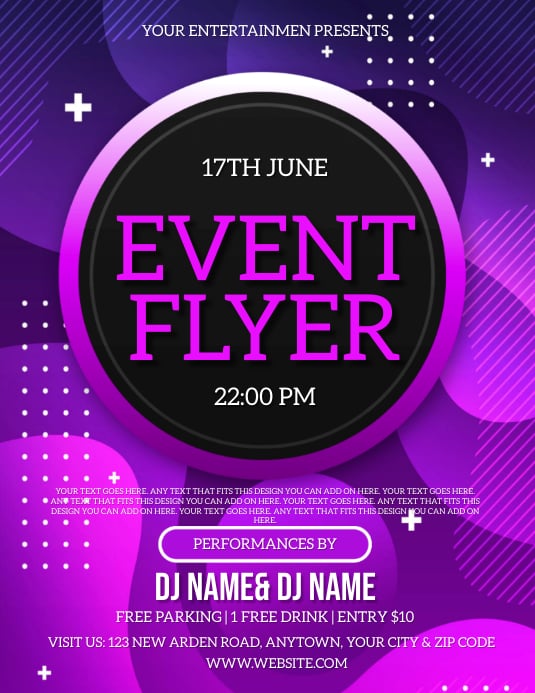 YOUR ENTERTAINMEN PRESENTS
17TH JUNE
EVENT
FLYER
22:00 PM
YOUR TEXT GOES HERE. ANY TEXT THAT FITS THIS DESIGN YOU CAN ADD ON HERE. YOUR TEXT GOES HERE.
ANY TEXT THAT FITS THIS DESIGN YOU CAN ADD ON HERE. YOUR TEXT GOES HERE. ANY TEXT THAT FITS THIS
DESIGN YOU CAN ADD ON HERE. YOUR TEXT GOES HERE. ANY TEXT THAT FITS THIS DESIGN YOU CAN ADD ON
HERE.
PERFORMANCES BY
DJ NAME& DJ NAME
FREE PARKING | 1 FREE DRINK | ENTRY $10
VISIT US: 123 NEW ARDEN ROAD, ANYTOWN, YOUR CITY & ZIP CODE
WWW.WEBSITE.COM